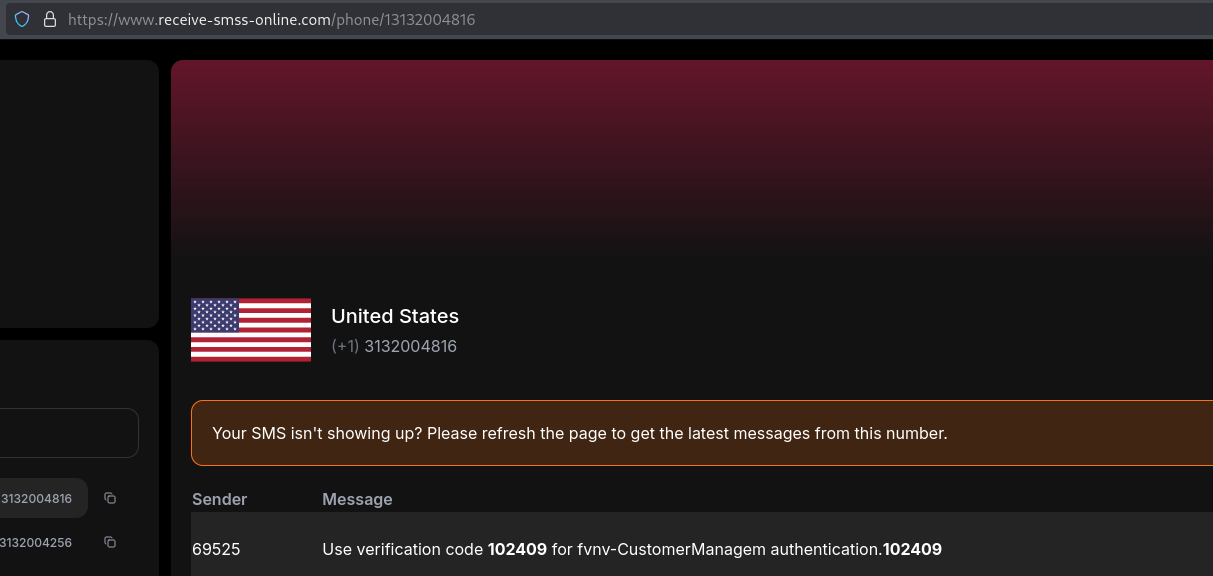 https://www.receive-smss-online.com/phone/13132004816
United States
(+1) 3132004816
Your SMS isn't showing up? Please refresh the page to get the latest messages from this number.
3132004816
3132004256
Sender Message
69525 Use verification code 102409 for fvnv-CustomerManagem authentication.102409